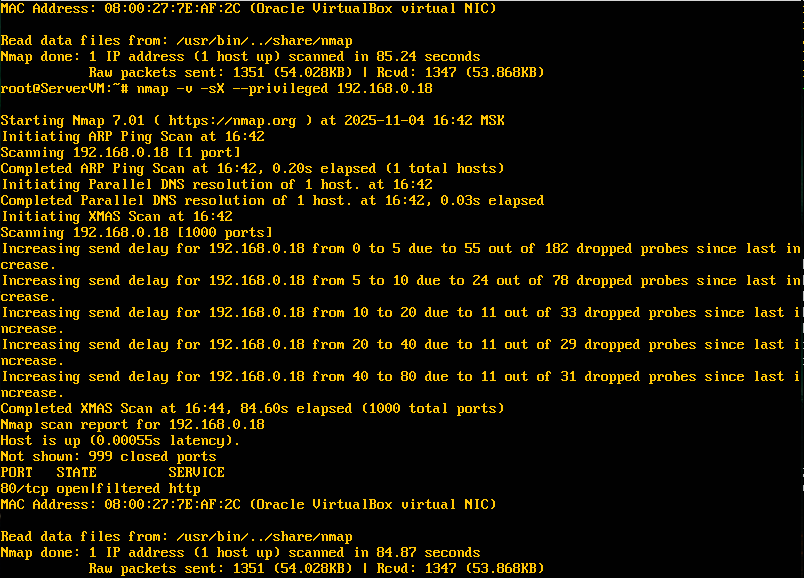 MAC Address: 08:00:27:7E:AF:2C (Oracle VirtualBox virtual NIC)
Read data files from: /usr/bin/../share/nmap
Nmap done: 1 IP address (1 host up) scanned in 85.24 seconds
Raw packets sent: 1351 (54.028KB) | Rcvd: 1347 (53.868KB)
root@ServerVM:~# nmap -v -sX --privileged 192.168.0.18
Starting Nmap 7.01 ( https://nmap.org ) at 2025-11-04 16:42 MSK
Initiating ARP Ping Scan at 16:42
Scanning 192.168.0.18 [1 port]
Completed ARP Ping Scan at 16:42, 0.20s elapsed (1 total hosts)
Initiating Parallel DNS resolution of 1 host. at 16:42
Completed Parallel DNS resolution of 1 host. at 16:42, 0.03s elapsed
Initiating XMAS Scan at 16:42
Scanning 192.168.0.18 [1000 ports]
Increasing send delay for 192.168.0.18 from 0 to 5 due to 55 out of 182 dropped probes since last in
crease.
Increasing send delay for 192.168.0.18 from 5 to 10 due to 24 out of 78 dropped probes since last in
crease.
Increasing send delay for 192.168.0.18 from 10 to 20 due to 11 out of 33 dropped probes since last i
ncrease.
Increasing send delay for 192.168.0.18 from 20 to 40 due to 11 out of 29 dropped probes since last i
ncrease.
Increasing send delay for 192.168.0.18 from 40 to 80 due to 11 out of 31 dropped probes since last i
ncrease.
Completed XMAS Scan at 16:44, 84.60s elapsed (1000 total ports)
Nmap scan report for 192.168.0.18
Host is up (0.00055s latency).
Not shown: 999 closed ports
PORT   STATE         SERVICE
80/tcp open|filtered http
MAC Address: 08:00:27:7E:AF:2C (Oracle VirtualBox virtual NIC)
Read data files from: /usr/bin/../share/nmap
Nmap done: 1 IP address (1 host up) scanned in 84.87 seconds
Raw packets sent: 1351 (54.028KB) | Rcvd: 1347 (53.868KB)